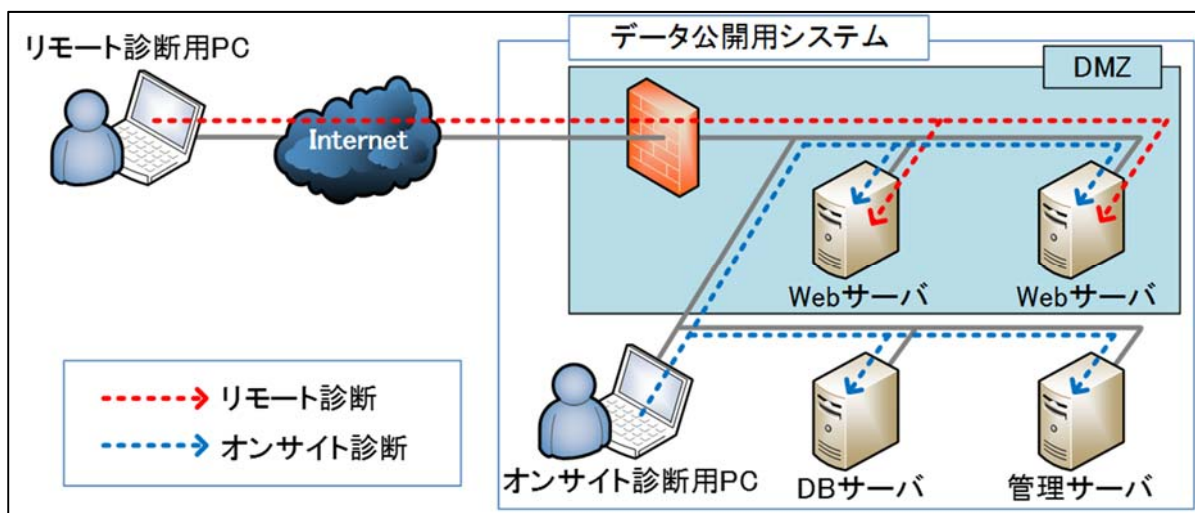 データ公開用システム
リモート診断用PC
DMZ
Internet
Webサーバ
Webサーバ
リモート診断
オンサイト診断
オンサイト診断用PC
DBサーバ
管理サーバ